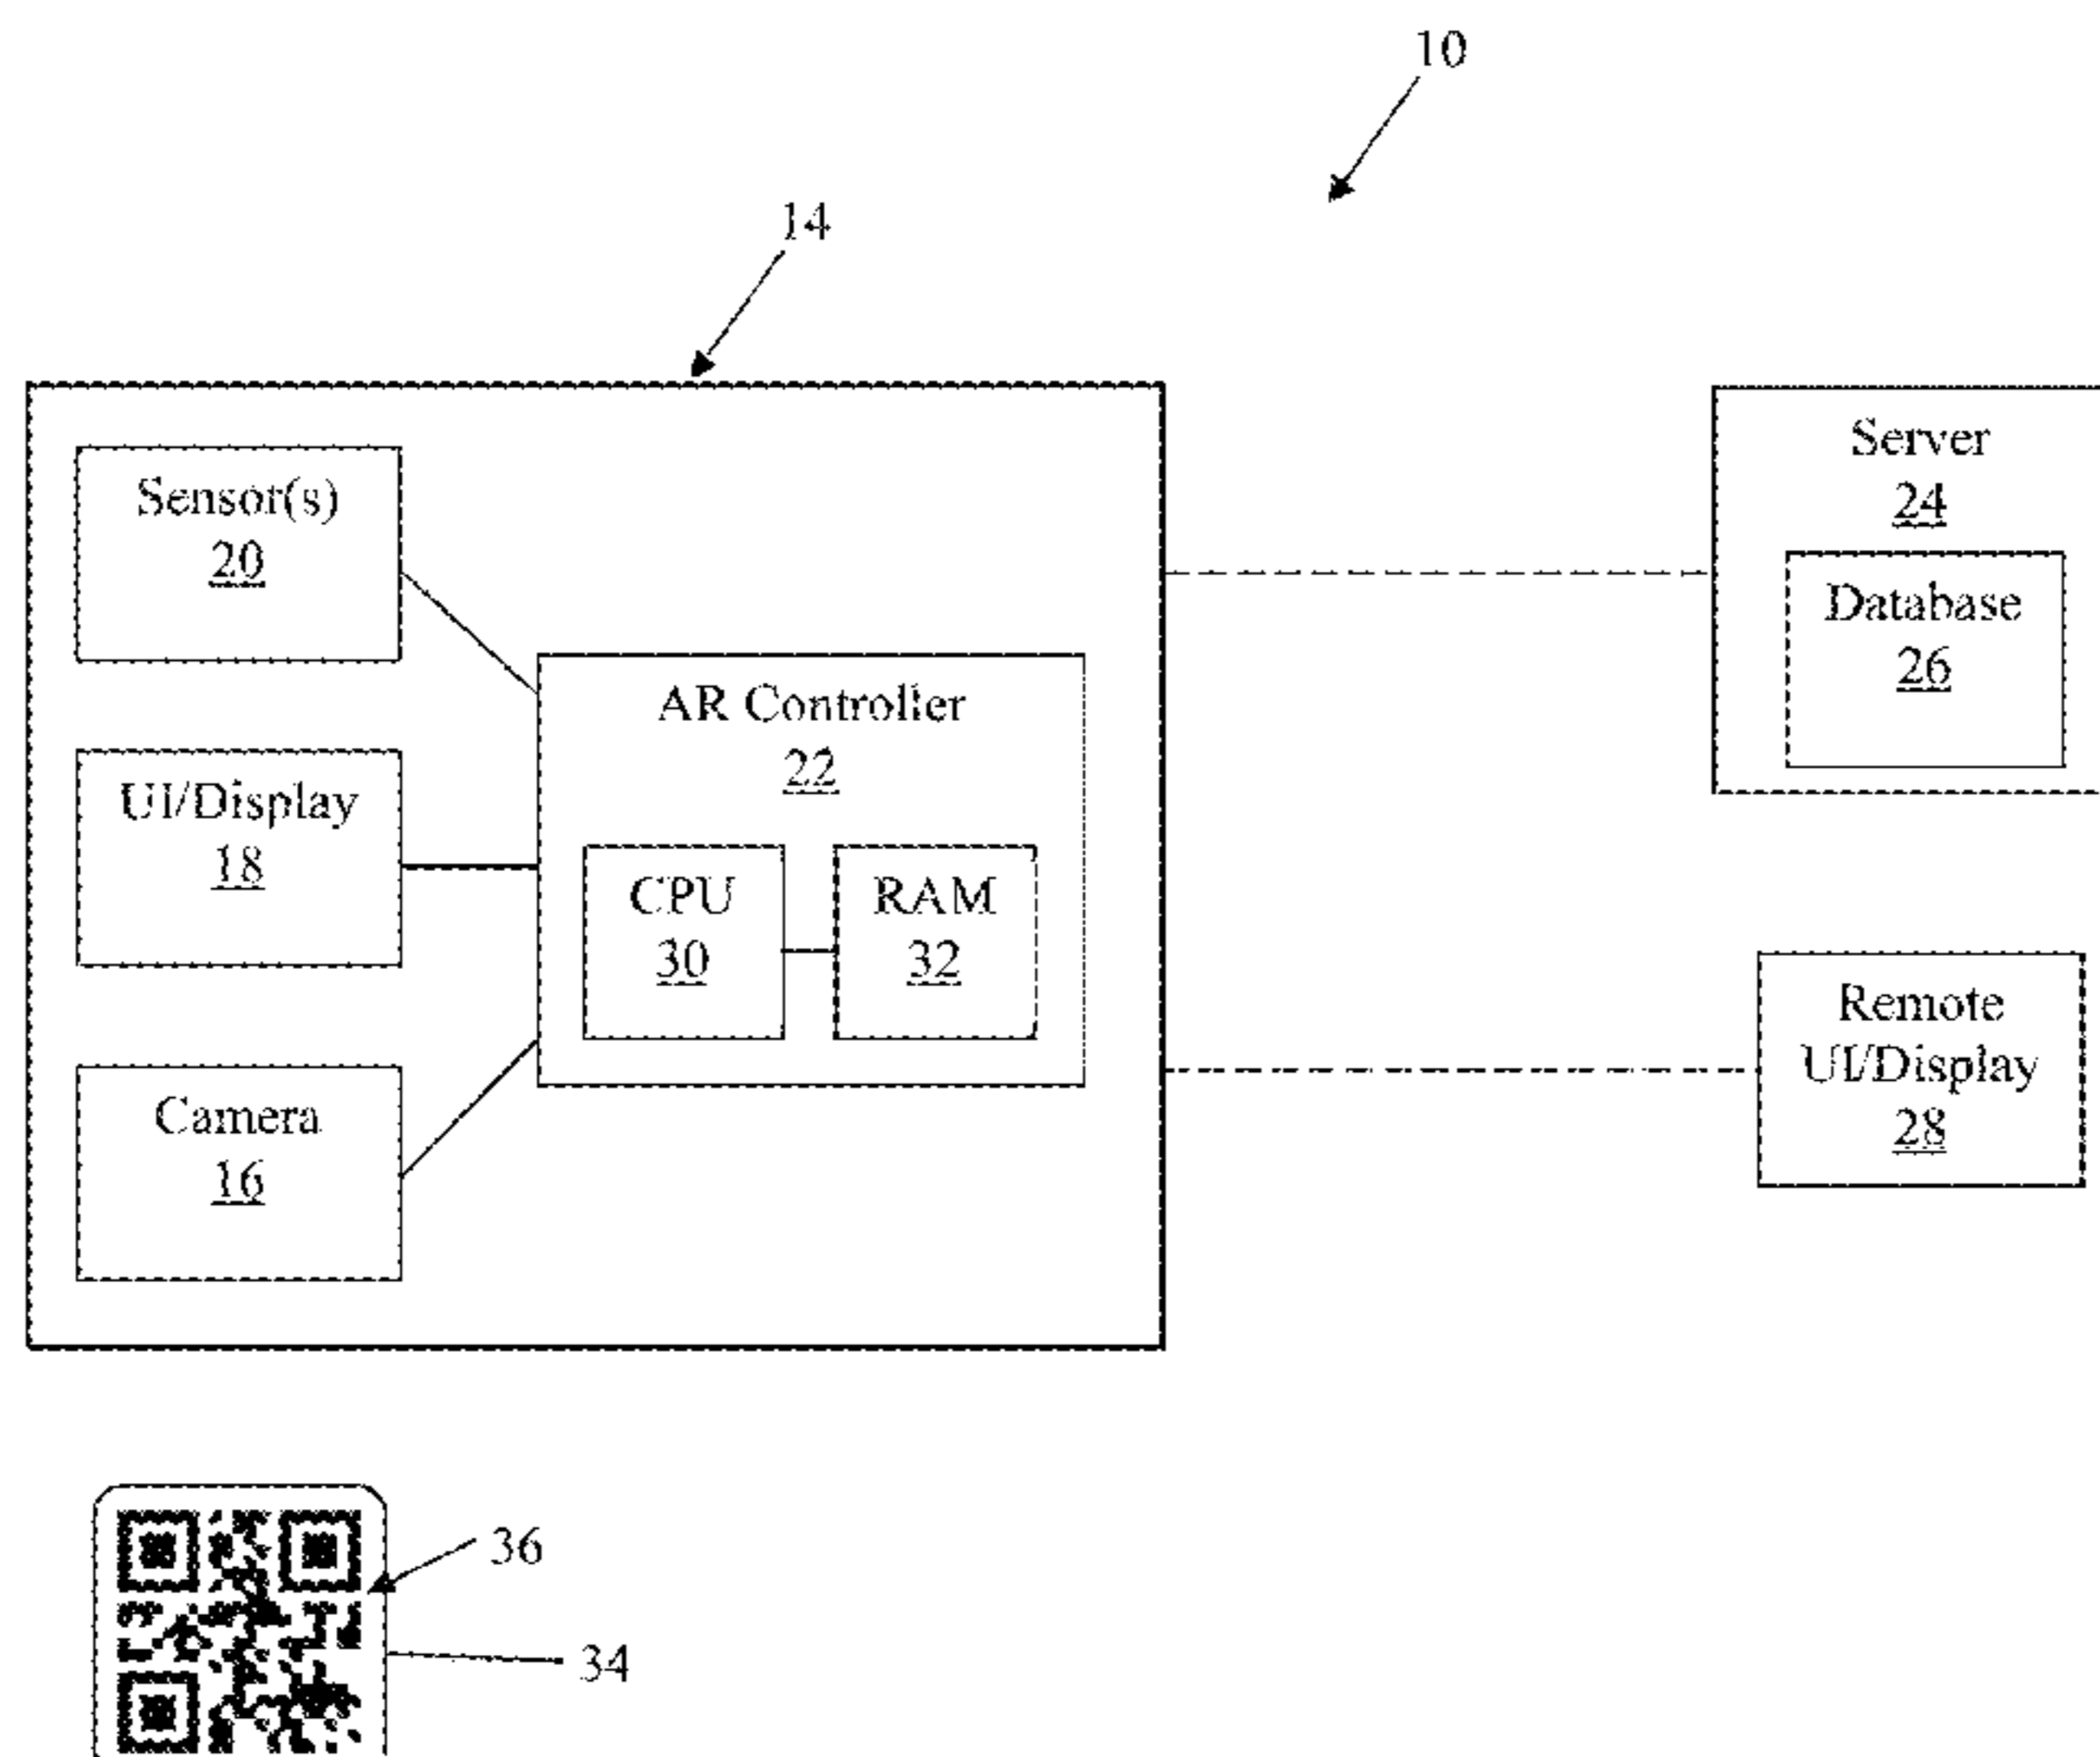 10
14
Sensor(s)
20
UI/Display
18
Camera
16
AR Controller
22
CPU
30
RAM
32
Server
24
Database
26
Remote
UI/Display
28
36
34